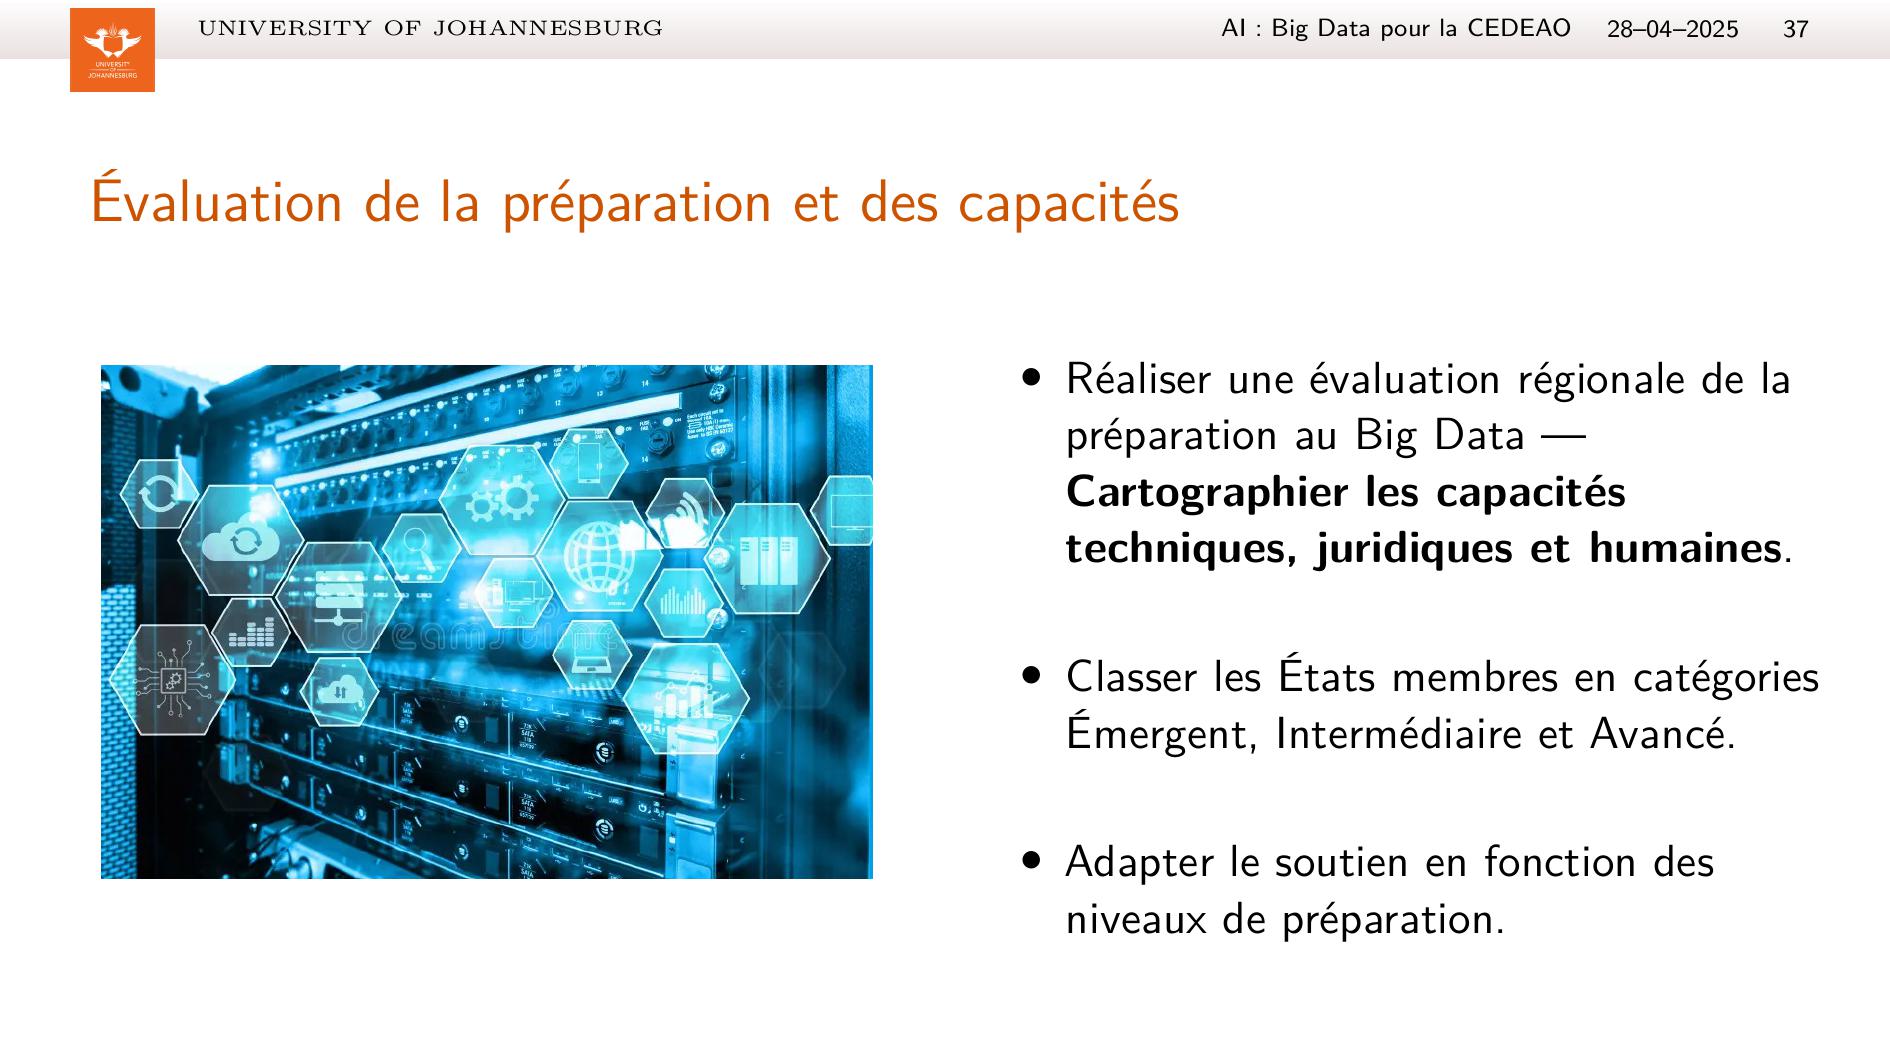 UNIVERSITY OF JOHANNESBURG
AI : Big Data pour la CEDEAO 28–04–2025 37
UNIVERSITY
OF
JOHANNESBURG
Évaluation de la préparation et des capacités
dreamstime
• Réaliser une évaluation régionale de la
préparation au Big Data —
Cartographier les capacités
techniques, juridiques et humaines.
• Classer les États membres en catégories
Émergent, Intermédiaire et Avancé.
• Adapter le soutien en fonction des
niveaux de préparation.